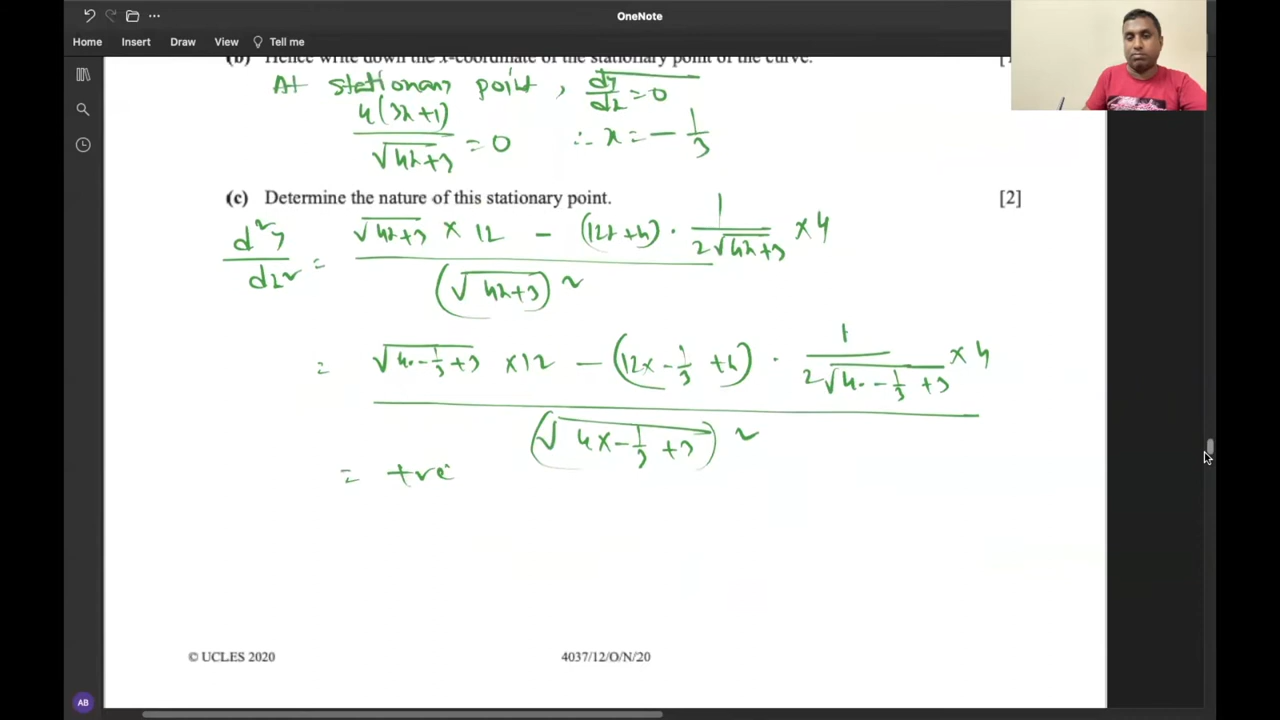 OneNote
Home Insert Draw View Tell me
(b) Hence write down the x-coordinate of the stationary point of the curve.
At stationary point, dy/dx = 0
4(3x+1)/√(4x+3) = 0 ∴ x = -1/3
(c) Determine the nature of this stationary point. [2]
d²y/dx² = (√(4x+3) × 12 - (12x+4) · 1/(2√(4x+3)) × 4)/(√(4x+3))²
= (√(4·-1/3+3) × 12 - (12x-1/3+4) · 1/(2√(4·-1/3+3)) × 4)/(√(4×-1/3+3))²
= +ve
© UCLES 2020 4037/12/O/N/20
AB